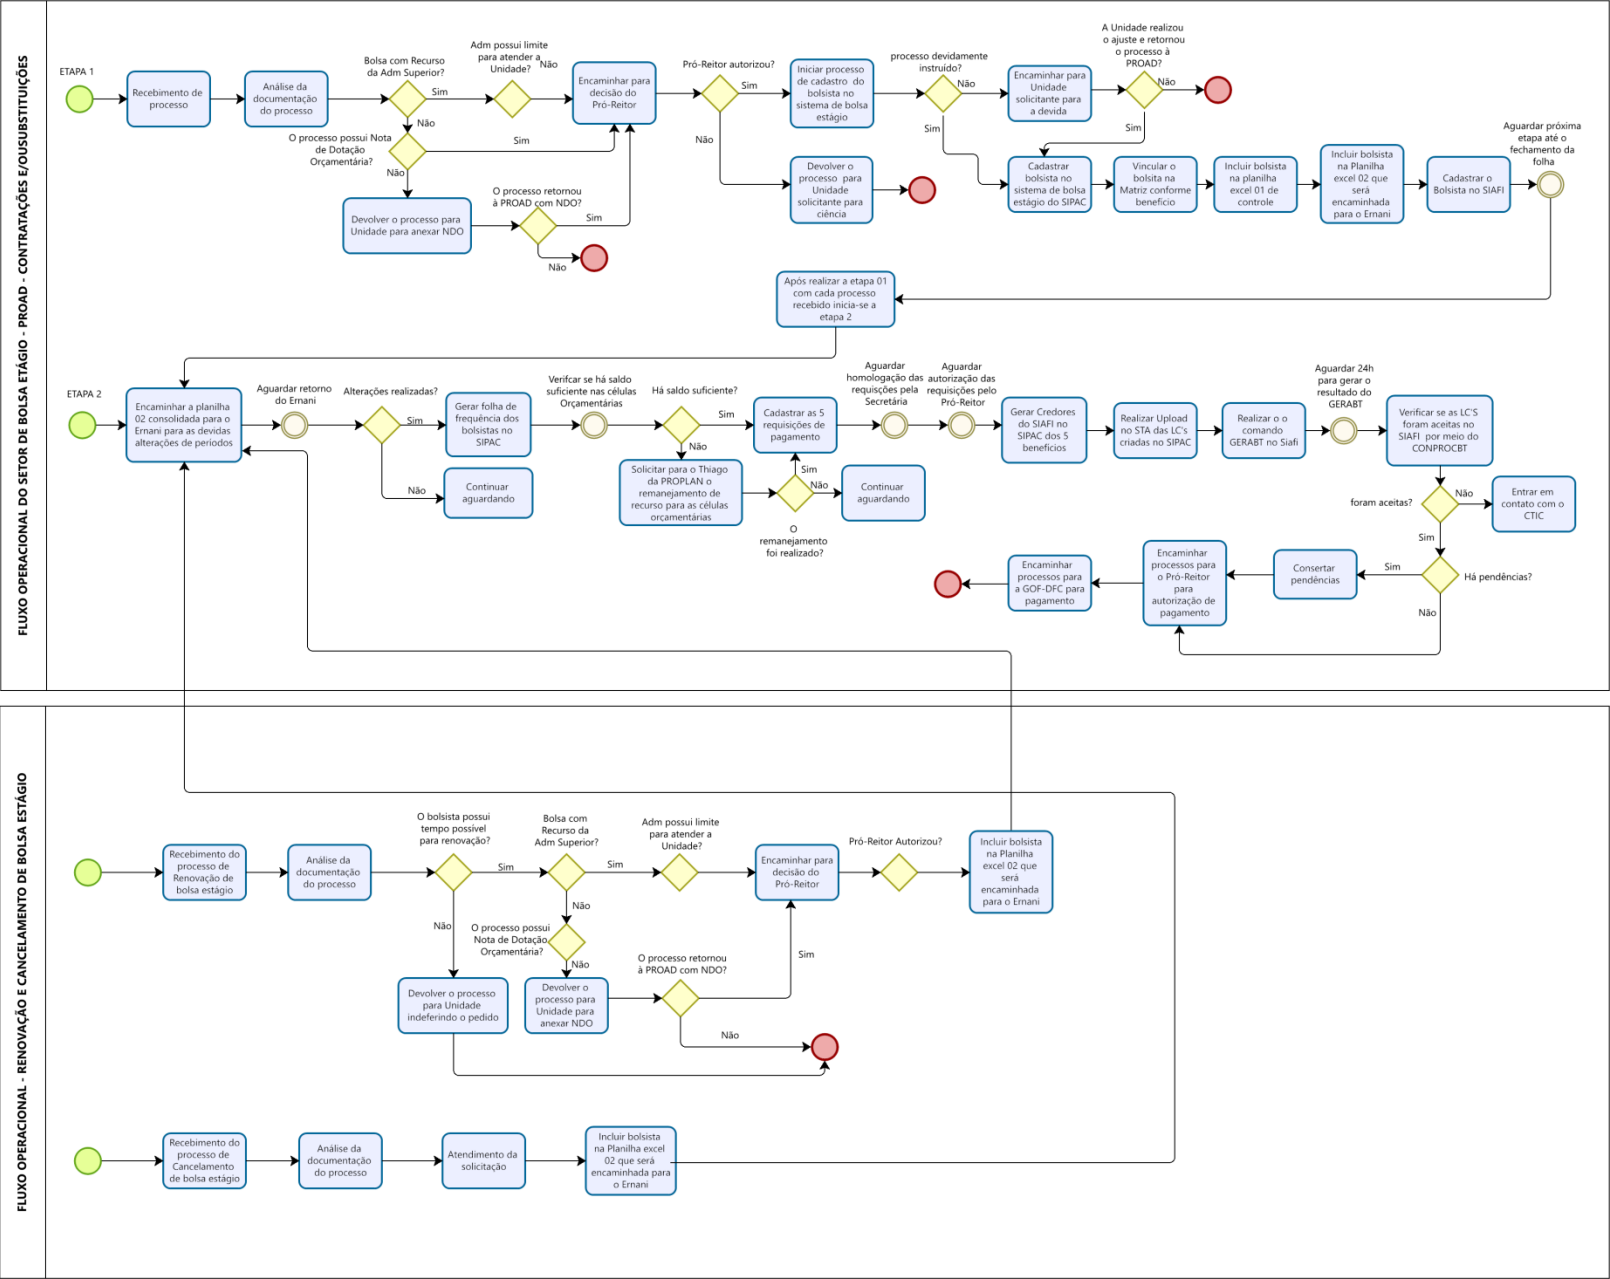 FLUXO OPERACIONAL DO SETOR DE BOLSA ETÁGIO - PROAD - CONTRATAÇÕES E/OUSUBSTITUIÇÕES
ETAPA 1
Recebimento de
processo
Análise da
documentação
do processo
Bolsa com Recurso
da Adm Superior?
Sim
Não
Adm possui limite
para atender a
Unidade?
Não
O processo possui Nota
de Dotação
Orçamentária?
Sim
Não
Devolver o processo para
Unidade para anexar NDO
O processo retornou
à PROAD com NDO?
Sim
Não
Encaminhar para
decisão do
Pró-Reitor
Pró-Reitor autorizou?
Sim
Não
Iniciar processo
de cadastro do
bolsista no
sistema de bolsa
estágio
Devolver o
processo para
Unidade
solicitante para
ciência
processo devidamente
instruído?
Não
Sim
Encaminhar para
Unidade
solicitante para
a devida
A Unidade realizou
o ajuste e retornou
o processo à
PROAD?
Não
Sim
Cadastrar
bolsista no
sistema de bolsa
estágio do SIPAC
Vincular o
bolsita na
Matriz conforme
benefício
Incluir bolsista
na planilha
excel 01 de
controle
Incluir bolsista
na Planilha
excel 02 que
será
encaminhada
para o Ernani
Cadastrar o
Bolsista no SIAFI
Aguardar próxima
etapa até o
fechamento da
folha
Após realizar a etapa 01
com cada processo
recebido inicia-se a
etapa 2
ETAPA 2
Encaminhar a planilha
02 consolidada para o
Ernani para as devidas
alterações de períodos
Aguardar retorno
do Ernani
Alterações realizadas?
Sim
Não
Gerar folha de
frequência dos
bolsistas no
SIPAC
Continuar
aguardando
Verifcar se há saldo
suficiente nas células
Orçamentárias
Há saldo suficiente?
Sim
Não
Solicitar para o Thiago
da PROPLAN o
remanejamento de
recurso para as células
orçamentárias
Cadastrar as 5
requisições de
pagamento
Sim
Não
O
remanejamento
foi realizado?
Continuar
aguardando
Aguardar
homologação das
requisições pela
Secretária
Aguardar
autorização das
requisições pelo
Pró-Reitor
Gerar Credores
do SIAFI no
SIPAC dos 5
benefícios
Realizar Upload
no STA das LC's
criadas no SIPAC
Realizar o o
comando
GERABT no Siafi
Aguardar 24h
para gerar o
resultado do
GERABT
Verificar se as LC'S
foram aceitas no
SIAFI por meio do
CONPROCBT
foram aceitas?
Não
Sim
Entrar em
contato com o
CTIC
Há pendências?
Sim
Não
Consertar
pendências
Encaminhar
processos para
o Pró-Reitor
para
autorização de
pagamento
Encaminhar
processos para
a GOF-DFC para
pagamento
FLUXO OPERACIONAL - RENOVAÇÃO E CANCELAMENTO DE BOLSA ESTÁGIO
Recebimento do
processo de
Renovação de
bolsa estágio
Análise da
documentação
do processo
O bolsista possui
tempo possível
para renovação?
Sim
Não
Devolver o processo
para Unidade
indeferindo o pedido
Bolsa com
Recurso da
Adm Superior?
Sim
Não
O processo possui
Nota de Dotação
Orçamentária?
Não
Devolver o
processo para
Unidade para
anexar NDO
Adm possui limite
para atender a
Unidade?
O processo retornou
à PROAD com NDO?
Sim
Não
Encaminhar para
decisão do
Pró-Reitor
Pró-Reitor Autorizou?
Incluir bolsista
na Planilha
excel 02 que
será
encaminhada
para o Ernani
Recebimento do
processo de
Cancelamento
de bolsa estágio
Análise da
documentação
do processo
Atendimento da
solicitação
Incluir bolsista
na Planilha excel
02 que será
encaminhada para
o Ernani